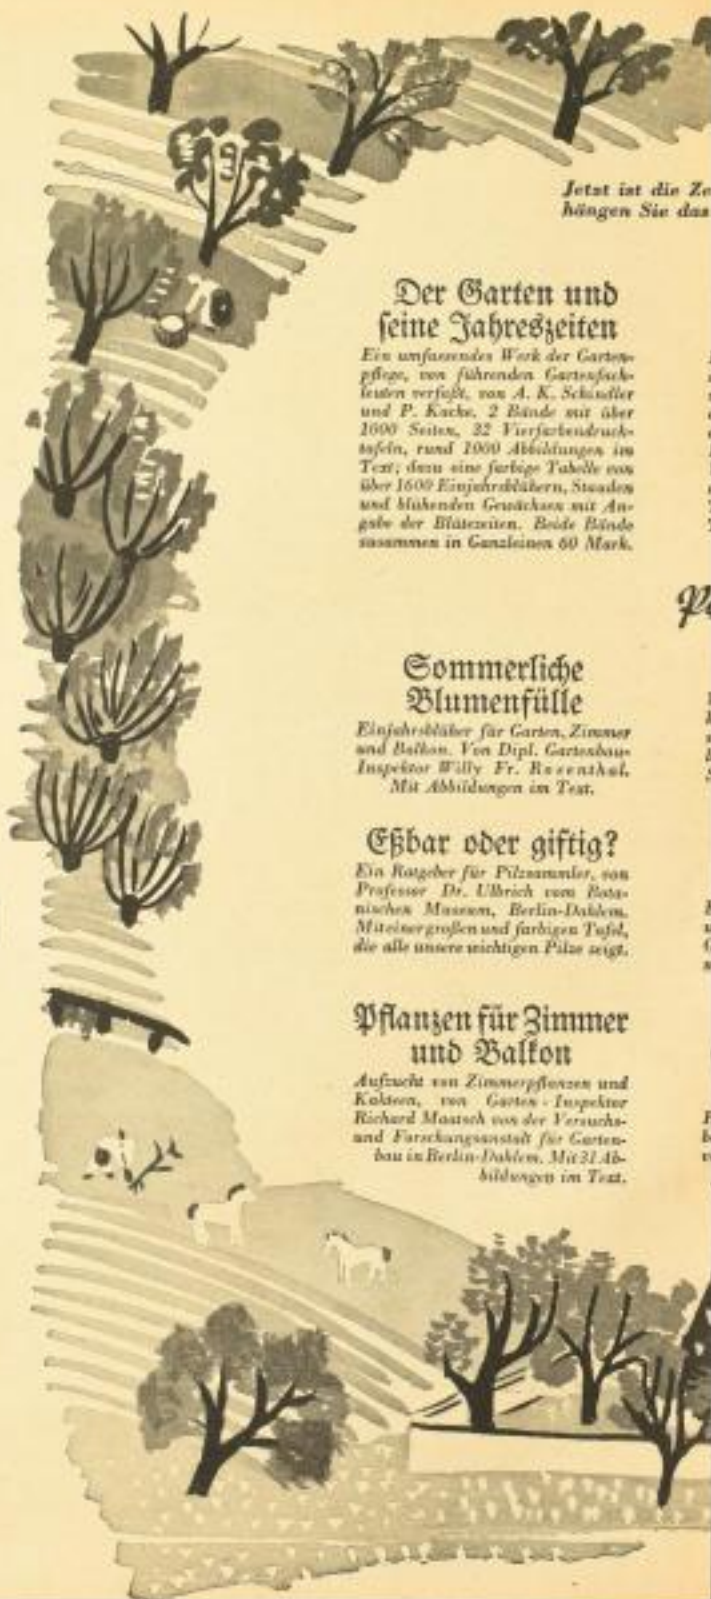 Jetzt ist die Ze
hängen Sie das
Der Garten und
seine Jahreszeiten
Ein umfassendes Werk der Garten-
pflege, von führenden Gartenfach-
leuten verfaßt, von A. K. Schindler
und P. Kache. 2 Bände mit über
1000 Seiten, 32 Vierfarbendruck-
tafeln, rund 1000 Abbildungen im
Text; dazu eine farbige Tabelle von
über 1600 Einjahrsblühern, Stauden
und blühenden Gewächsen mit An-
gabe der Blütezeiten. Beide Bände
zusammen in Ganzleinen 60 Mark.
Sommerliche
Blumenfülle
Einjahrsblüher für Garten, Zimmer
und Balkon. Von Dipl. Gartenbau-
Inspektor Willy Fr. Rosenthal.
Mit Abbildungen im Text.
Eßbar oder giftig?
Ein Ratgeber für Pilzsammler, von
Professor Dr. Ulbrich vom Bota-
nischen Museum, Berlin-Dahlem.
Mit einer großen und farbigen Tafel,
die alle unsere wichtigen Pilze zeigt.
Pflanzen für Zimmer
und Balkon
Aufzucht von Zimmerpflanzen und
Kakteen, von Garten-Inspektor
Richard Maatsch von der Versuchs-
und Forschungsanstalt für Garten-
bau in Berlin-Dahlem. Mit 31 Ab-
bildungen im Text.